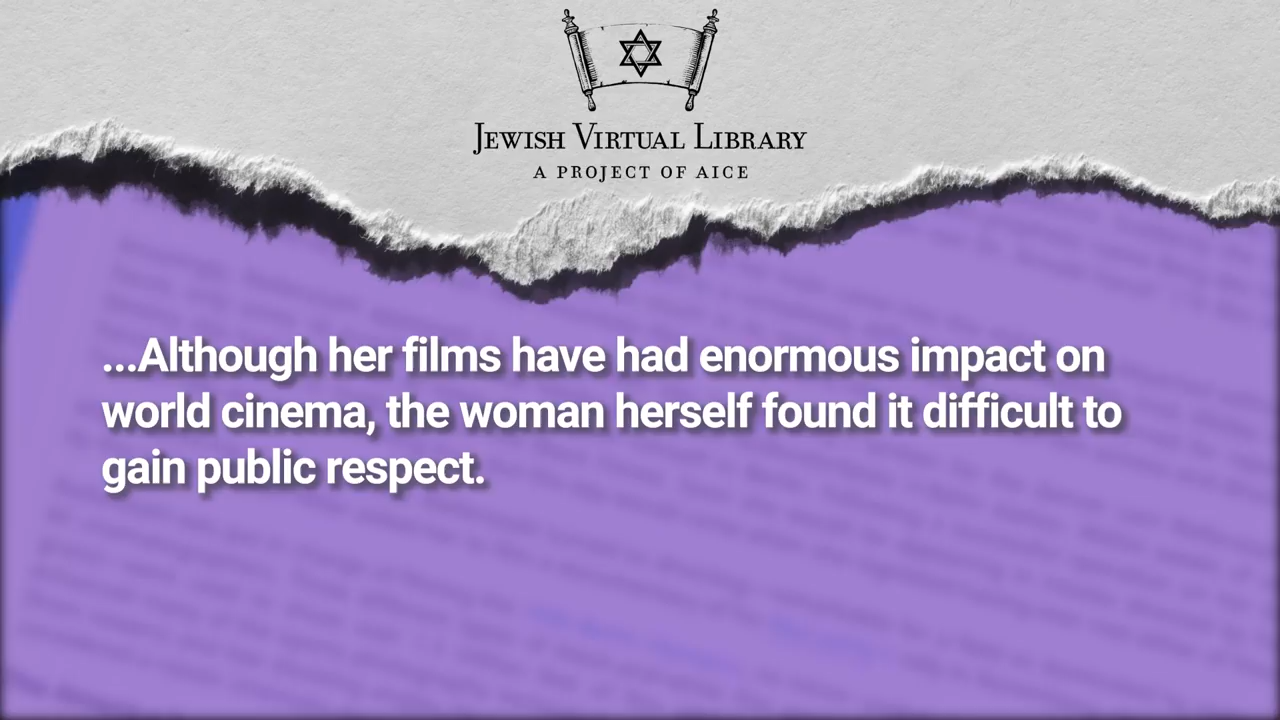 JEWISH VIRTUAL LIBRARY
A PROJECT OF AICE
...Although her films have had enormous impact on
world cinema, the woman herself found it difficult to
gain public respect.